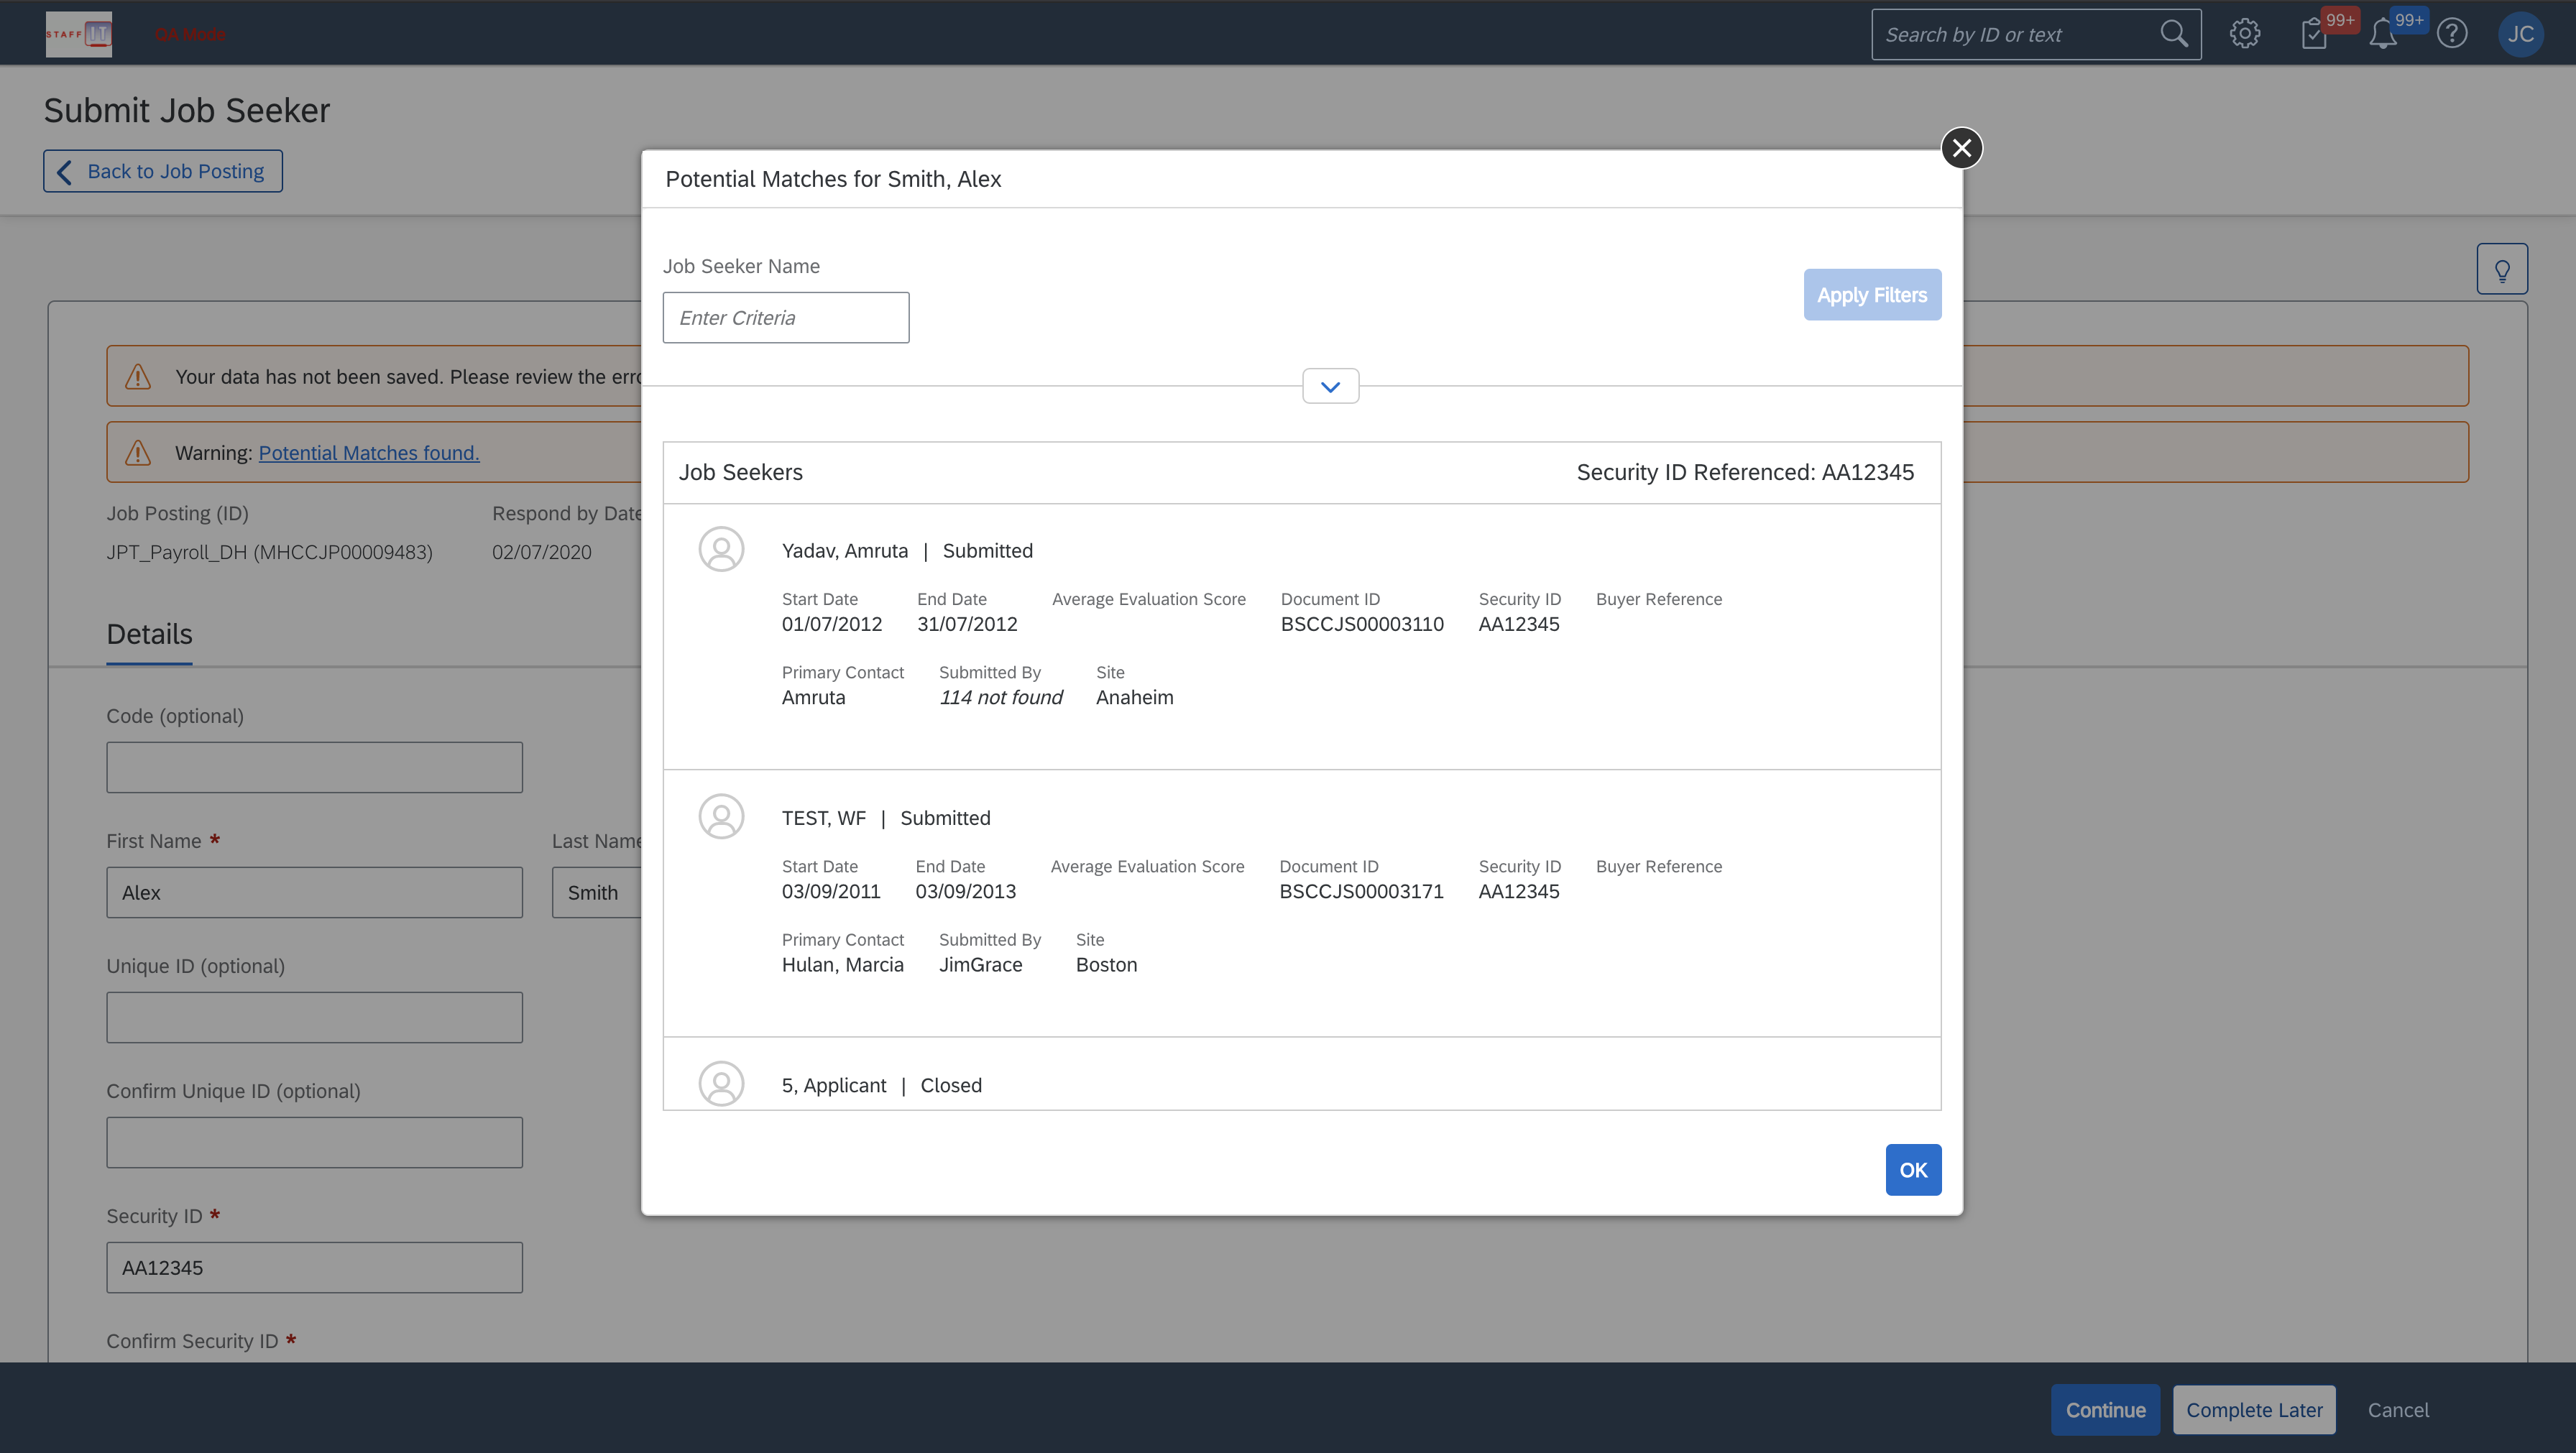 STAFF IT
QA Mode
Search by ID or text
99+
99+
JC
Submit Job Seeker
Back to Job Posting
Your data has not been saved. Please review the erro
Warning: Potential Matches found.
Job Posting (ID) Respond by Date
JPT_Payroll_DH (MHCCJP00009483) 02/07/2020
Details
Code (optional)
First Name * Last Name
Alex Smith
Unique ID (optional)
Confirm Unique ID (optional)
Security ID *
AA12345
Confirm Security ID *
Potential Matches for Smith, Alex
Job Seeker Name
Enter Criteria
Apply Filters
Job Seekers Security ID Referenced: AA12345
Yadav, Amruta | Submitted
Start Date End Date Average Evaluation Score Document ID Security ID Buyer Reference
01/07/2012 31/07/2012 BSCCJS00003110 AA12345
Primary Contact Submitted By Site
Amruta 114 not found Anaheim
TEST, WF | Submitted
Start Date End Date Average Evaluation Score Document ID Security ID Buyer Reference
03/09/2011 03/09/2013 BSCCJS00003171 AA12345
Primary Contact Submitted By Site
Hulan, Marcia JimGrace Boston
5, Applicant | Closed
OK
Continue Complete Later Cancel